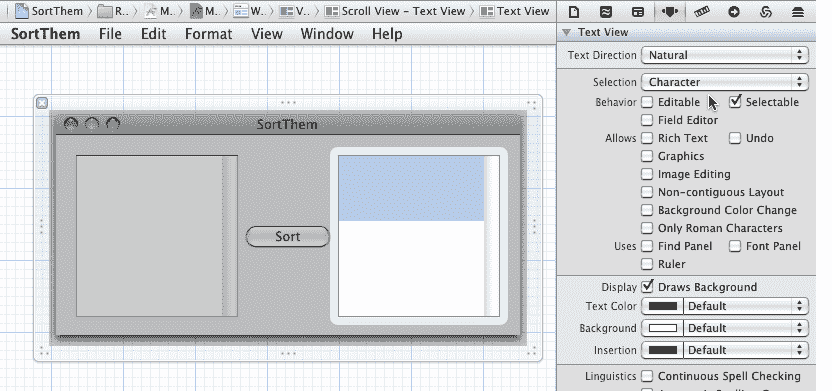 SortThem R.. M.. M.. W.. V.. Scroll View - Text View Text View
SortThem File Edit Format View Window Help
SortThem
Sort
Text View
Text Direction Natural
Selection Character
Behavior Editable Selectable
Field Editor
Allows Rich Text Undo
Graphics
Image Editing
Non-contiguous Layout
Background Color Change
Only Roman Characters
Uses Find Panel Font Panel
Ruler
Display Draws Background
Text Color Default
Background Default
Insertion Default
Linguistics Continuous Spell Checking